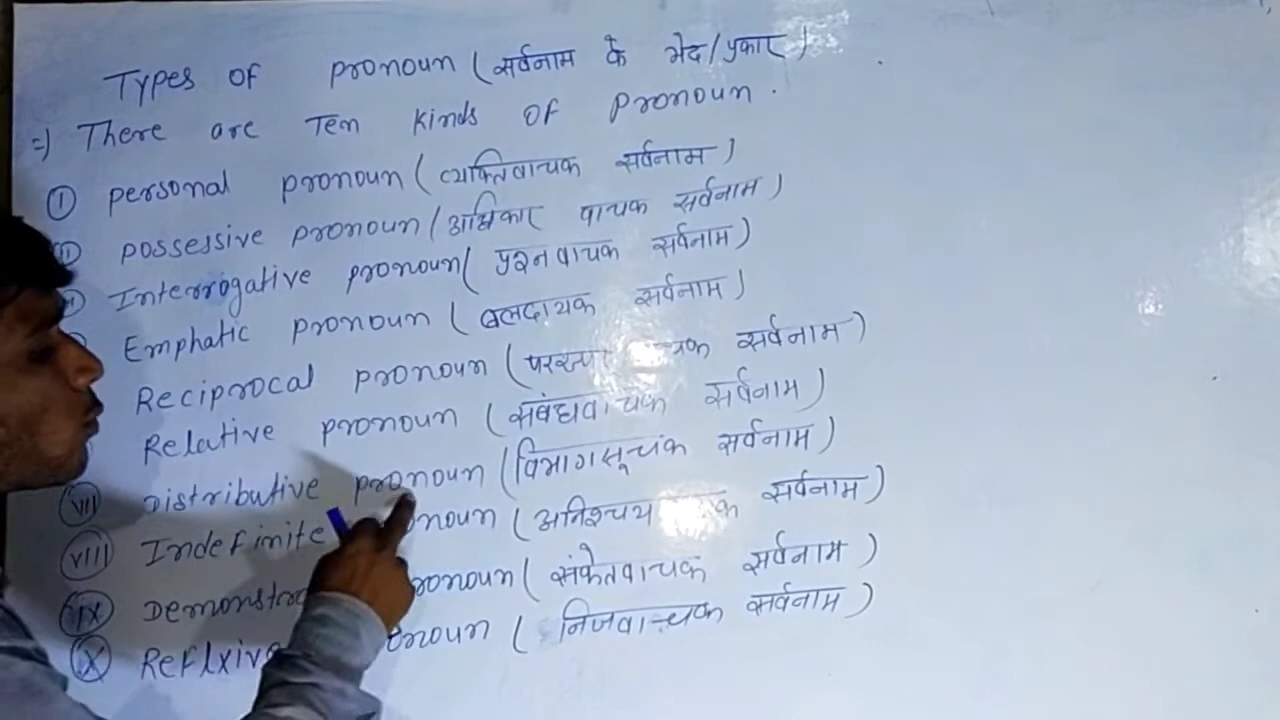 Types of pronoun (सर्वनाम के भेद/प्रकार)
=) There are Ten kinds of pronoun.
I personal pronoun (व्यक्तिवाचक सर्वनाम)
II possessive pronoun (अधिकार वाचक सर्वनाम)
Interrogative pronoun (प्रश्नवाचक सर्वनाम)
Emphatic pronoun (बलदायक सर्वनाम)
Reciprocal pronoun ( सर्वनाम)
Relative pronoun (सबंधवाचक सर्वनाम)
VII Distributive pronoun (विभागसूचक सर्वनाम)
VIII Indefinite (सर्वनाम)
IX (संकेतवाचक सर्वनाम)
X (निजवाचक सर्वनाम)